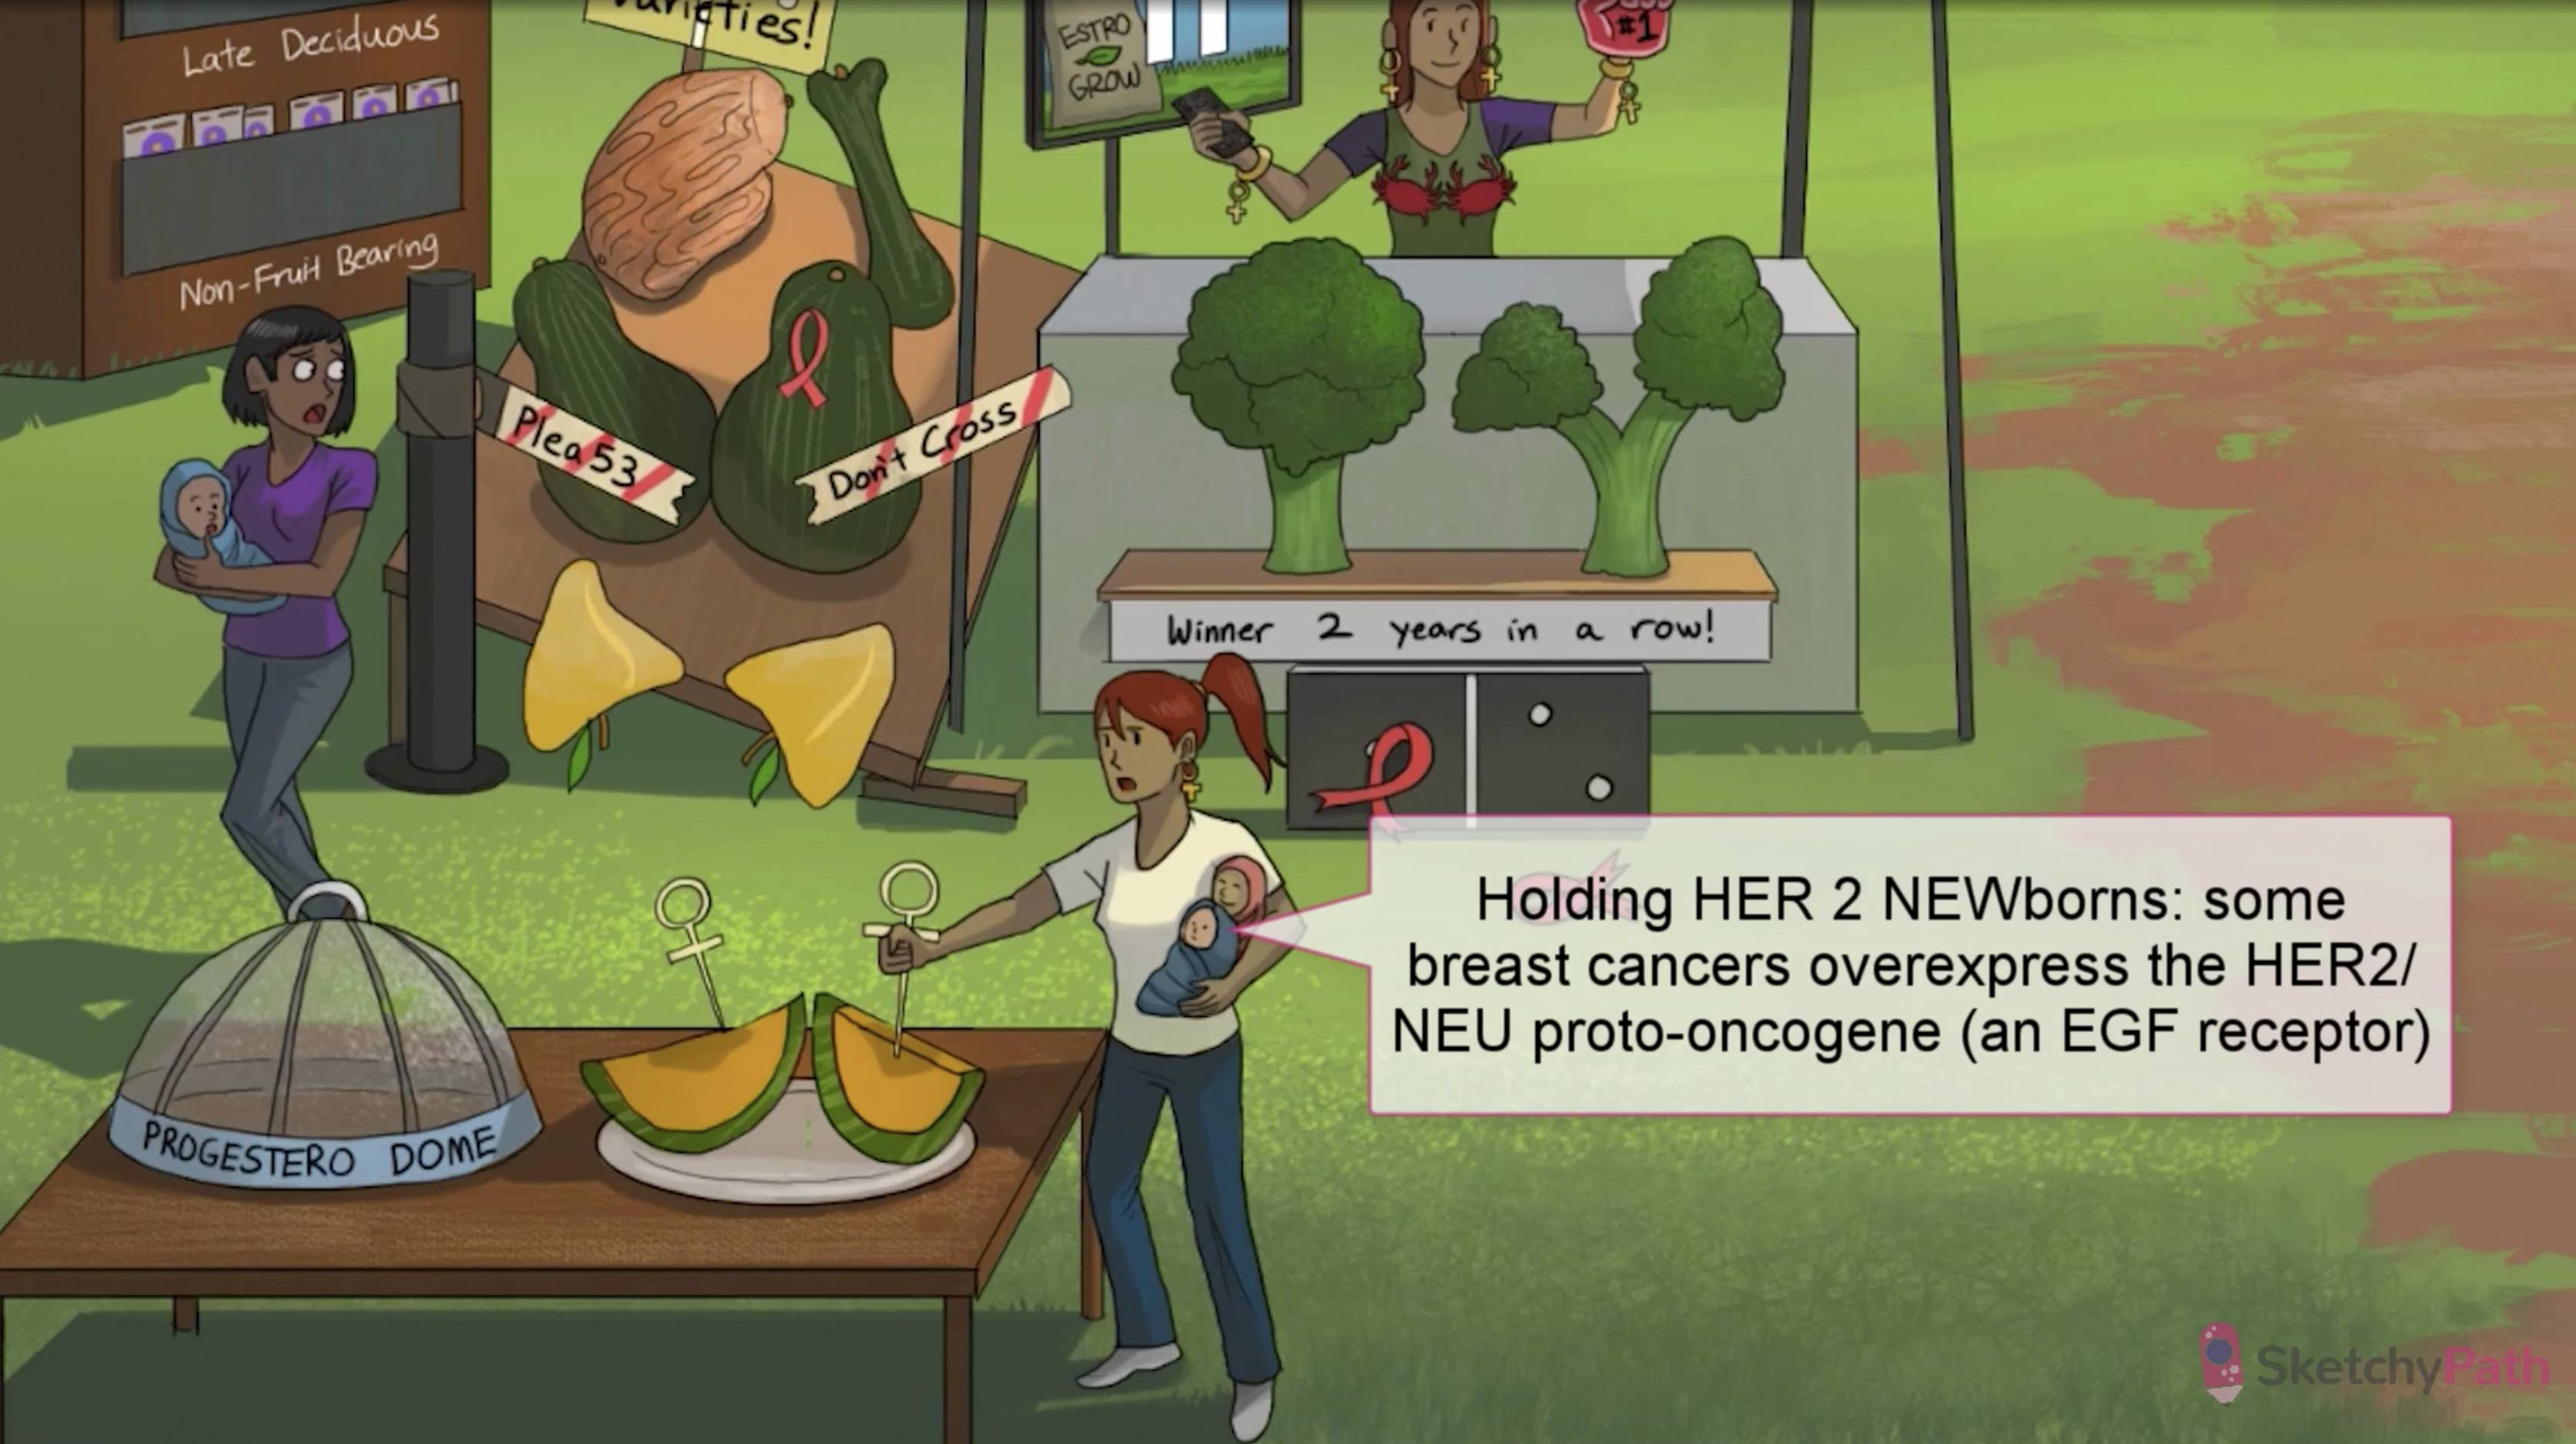 Varieties!
Late Deciduous
Non-Fruit Bearing
ESTRO
GROW
#1
Plea 53
Don't Cross
Winner 2 years in a row!
Holding HER 2 NEWborns: some
breast cancers overexpress the HER2/
NEU proto-oncogene (an EGF receptor)
PROGESTERO DOME
SketchyPath